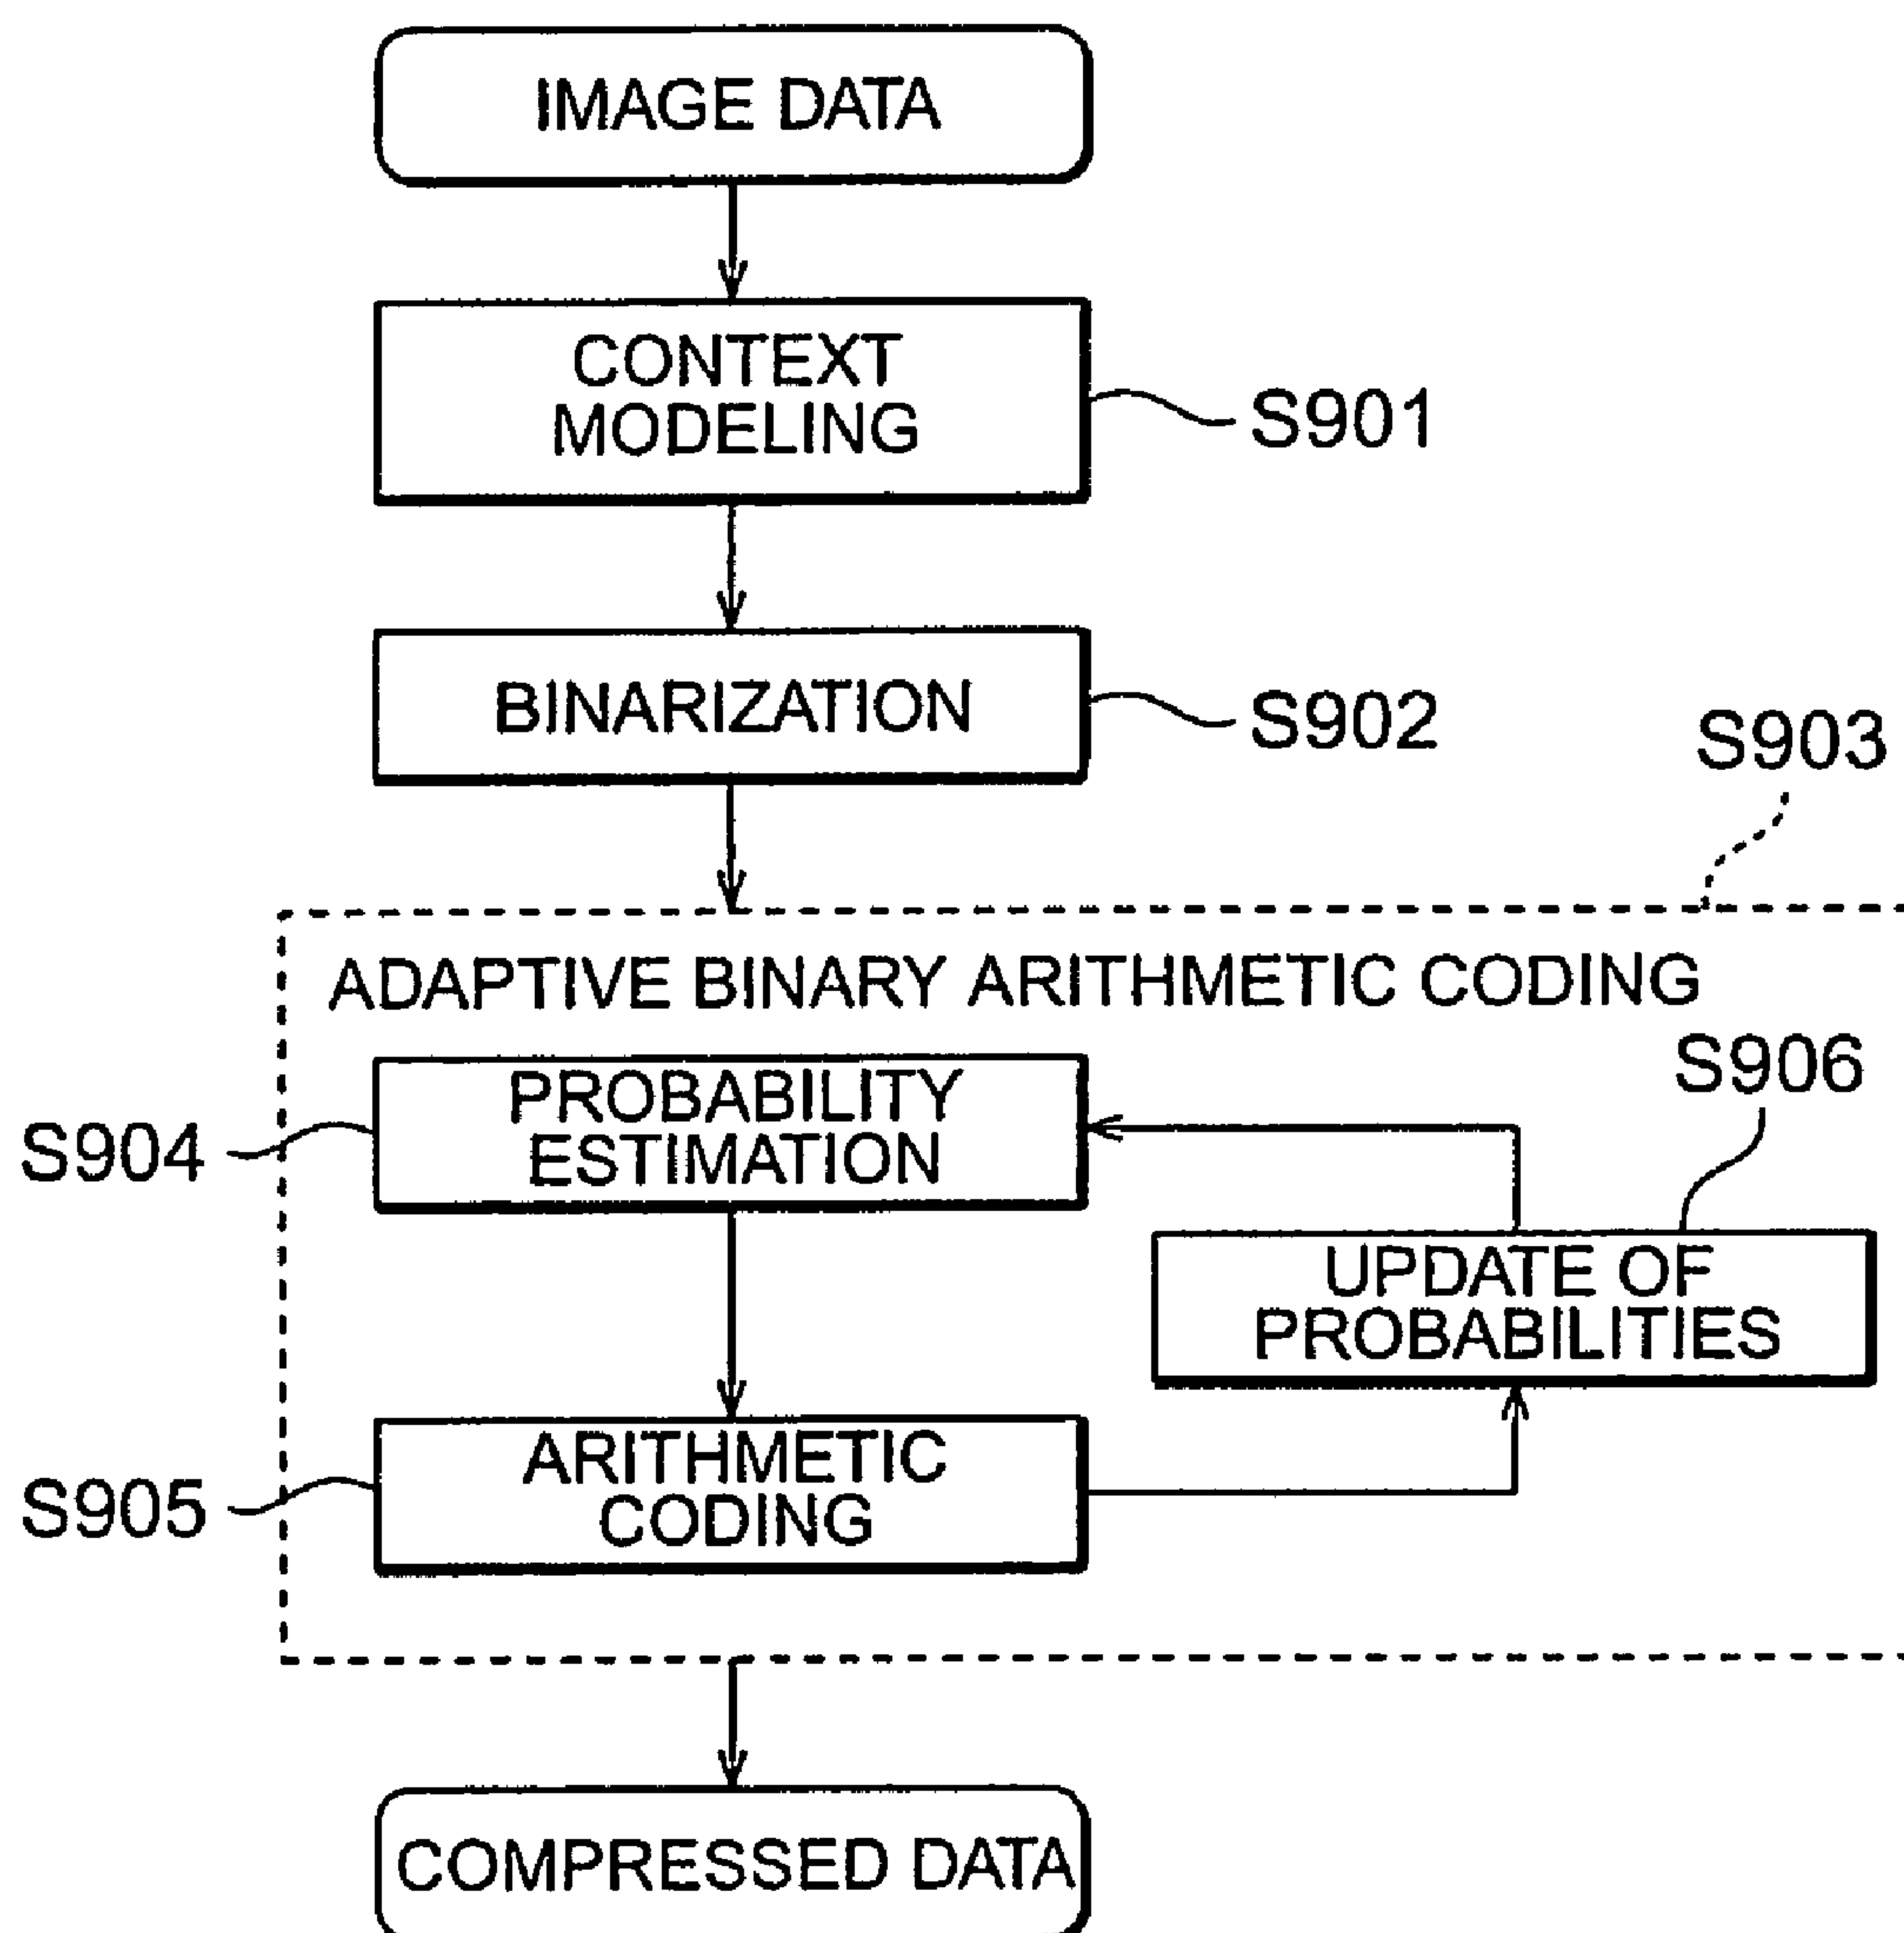 IMAGE DATA
CONTEXT
MODELING
S901
BINARIZATION
S902
S903
ADAPTIVE BINARY ARITHMETIC CODING
PROBABILITY
ESTIMATION
S904
S906
UPDATE OF
PROBABILITIES
ARITHMETIC
CODING
S905
COMPRESSED DATA